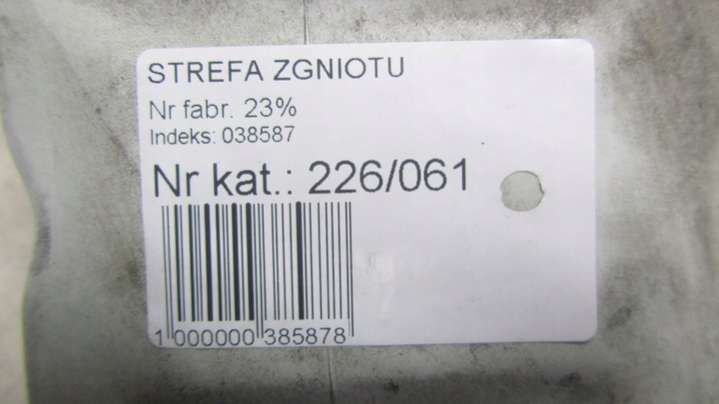 STREFA ZGNIOTU
Nr fabr. 23%
Indeks: 038587
Nr kat.: 226/061
1 000000 385878